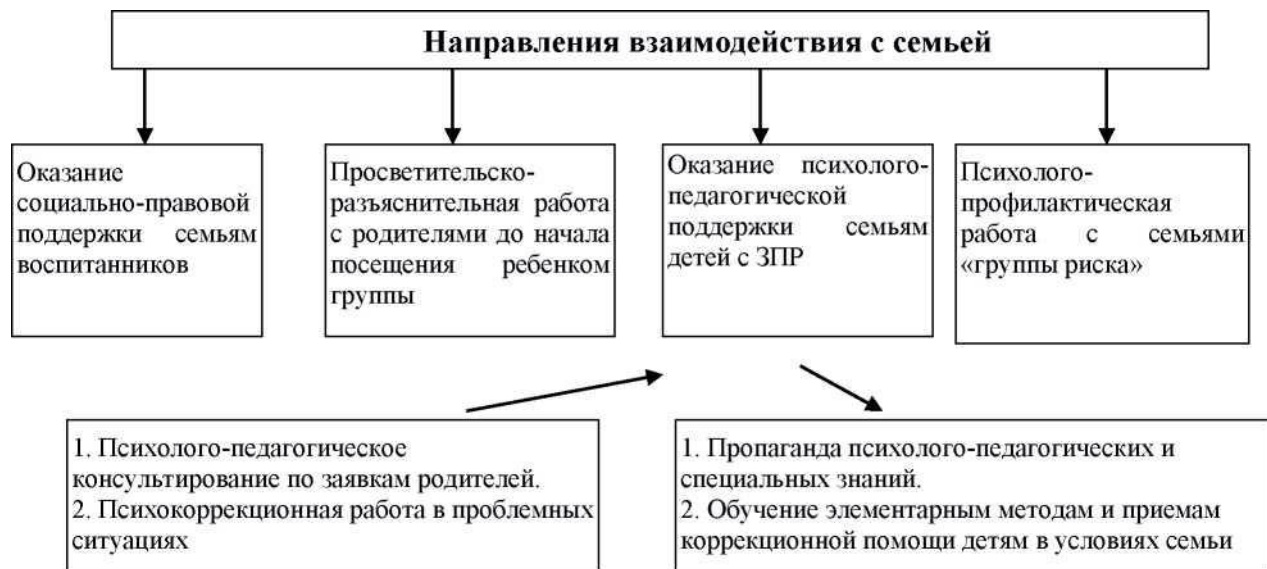 Направления взаимодействия с семьей
Оказание
социально-правовой
поддержки семьям
воспитанников
Просветительско-
разъяснительная работа
с родителями до начала
посещения ребенком
группы
Оказание психолого-
педагогической
поддержки семьям
детей с ЗПР
Психолого-
профилактическая
работа с семьями
«группы риска»
1. Психолого-педагогическое
консультирование по заявкам родителей.
2. Психокоррекционная работа в проблемных
ситуациях
1. Пропаганда психолого-педагогических и
специальных знаний.
2. Обучение элементарным методам и приемам
коррекционной помощи детям в условиях семьи